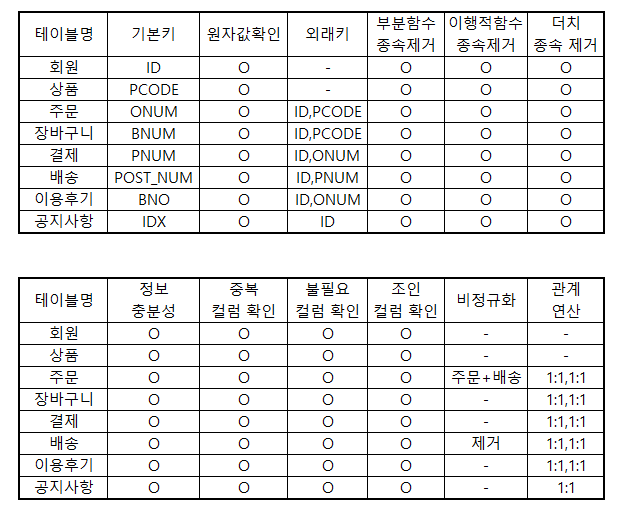 테이블명 기본키 원자값확인 외래키 부분함수 종속제거 이행적함수 종속제거 더치 종속 제거
회원 ID O - O O O
상품 PCODE O - O O O
주문 ONUM O ID,PCODE O O O
장바구니 BNUM O ID,PCODE O O O
결제 PNUM O ID,ONUM O O O
배송 POST_NUM O ID,PNUM O O O
이용후기 BNO O ID,ONUM O O O
공지사항 IDX O ID O O O
테이블명 정보 충분성 중복 컬럼 확인 불필요 컬럼 확인 조인 컬럼 확인 비정규화 관계 연산
회원 O O O O - -
상품 O O O O - -
주문 O O O O 주문+배송 1:1,1:1
장바구니 O O O O - 1:1,1:1
결제 O O O O - 1:1,1:1
배송 O O O O 제거 1:1,1:1
이용후기 O O O O - 1:1,1:1
공지사항 O O O O - 1:1